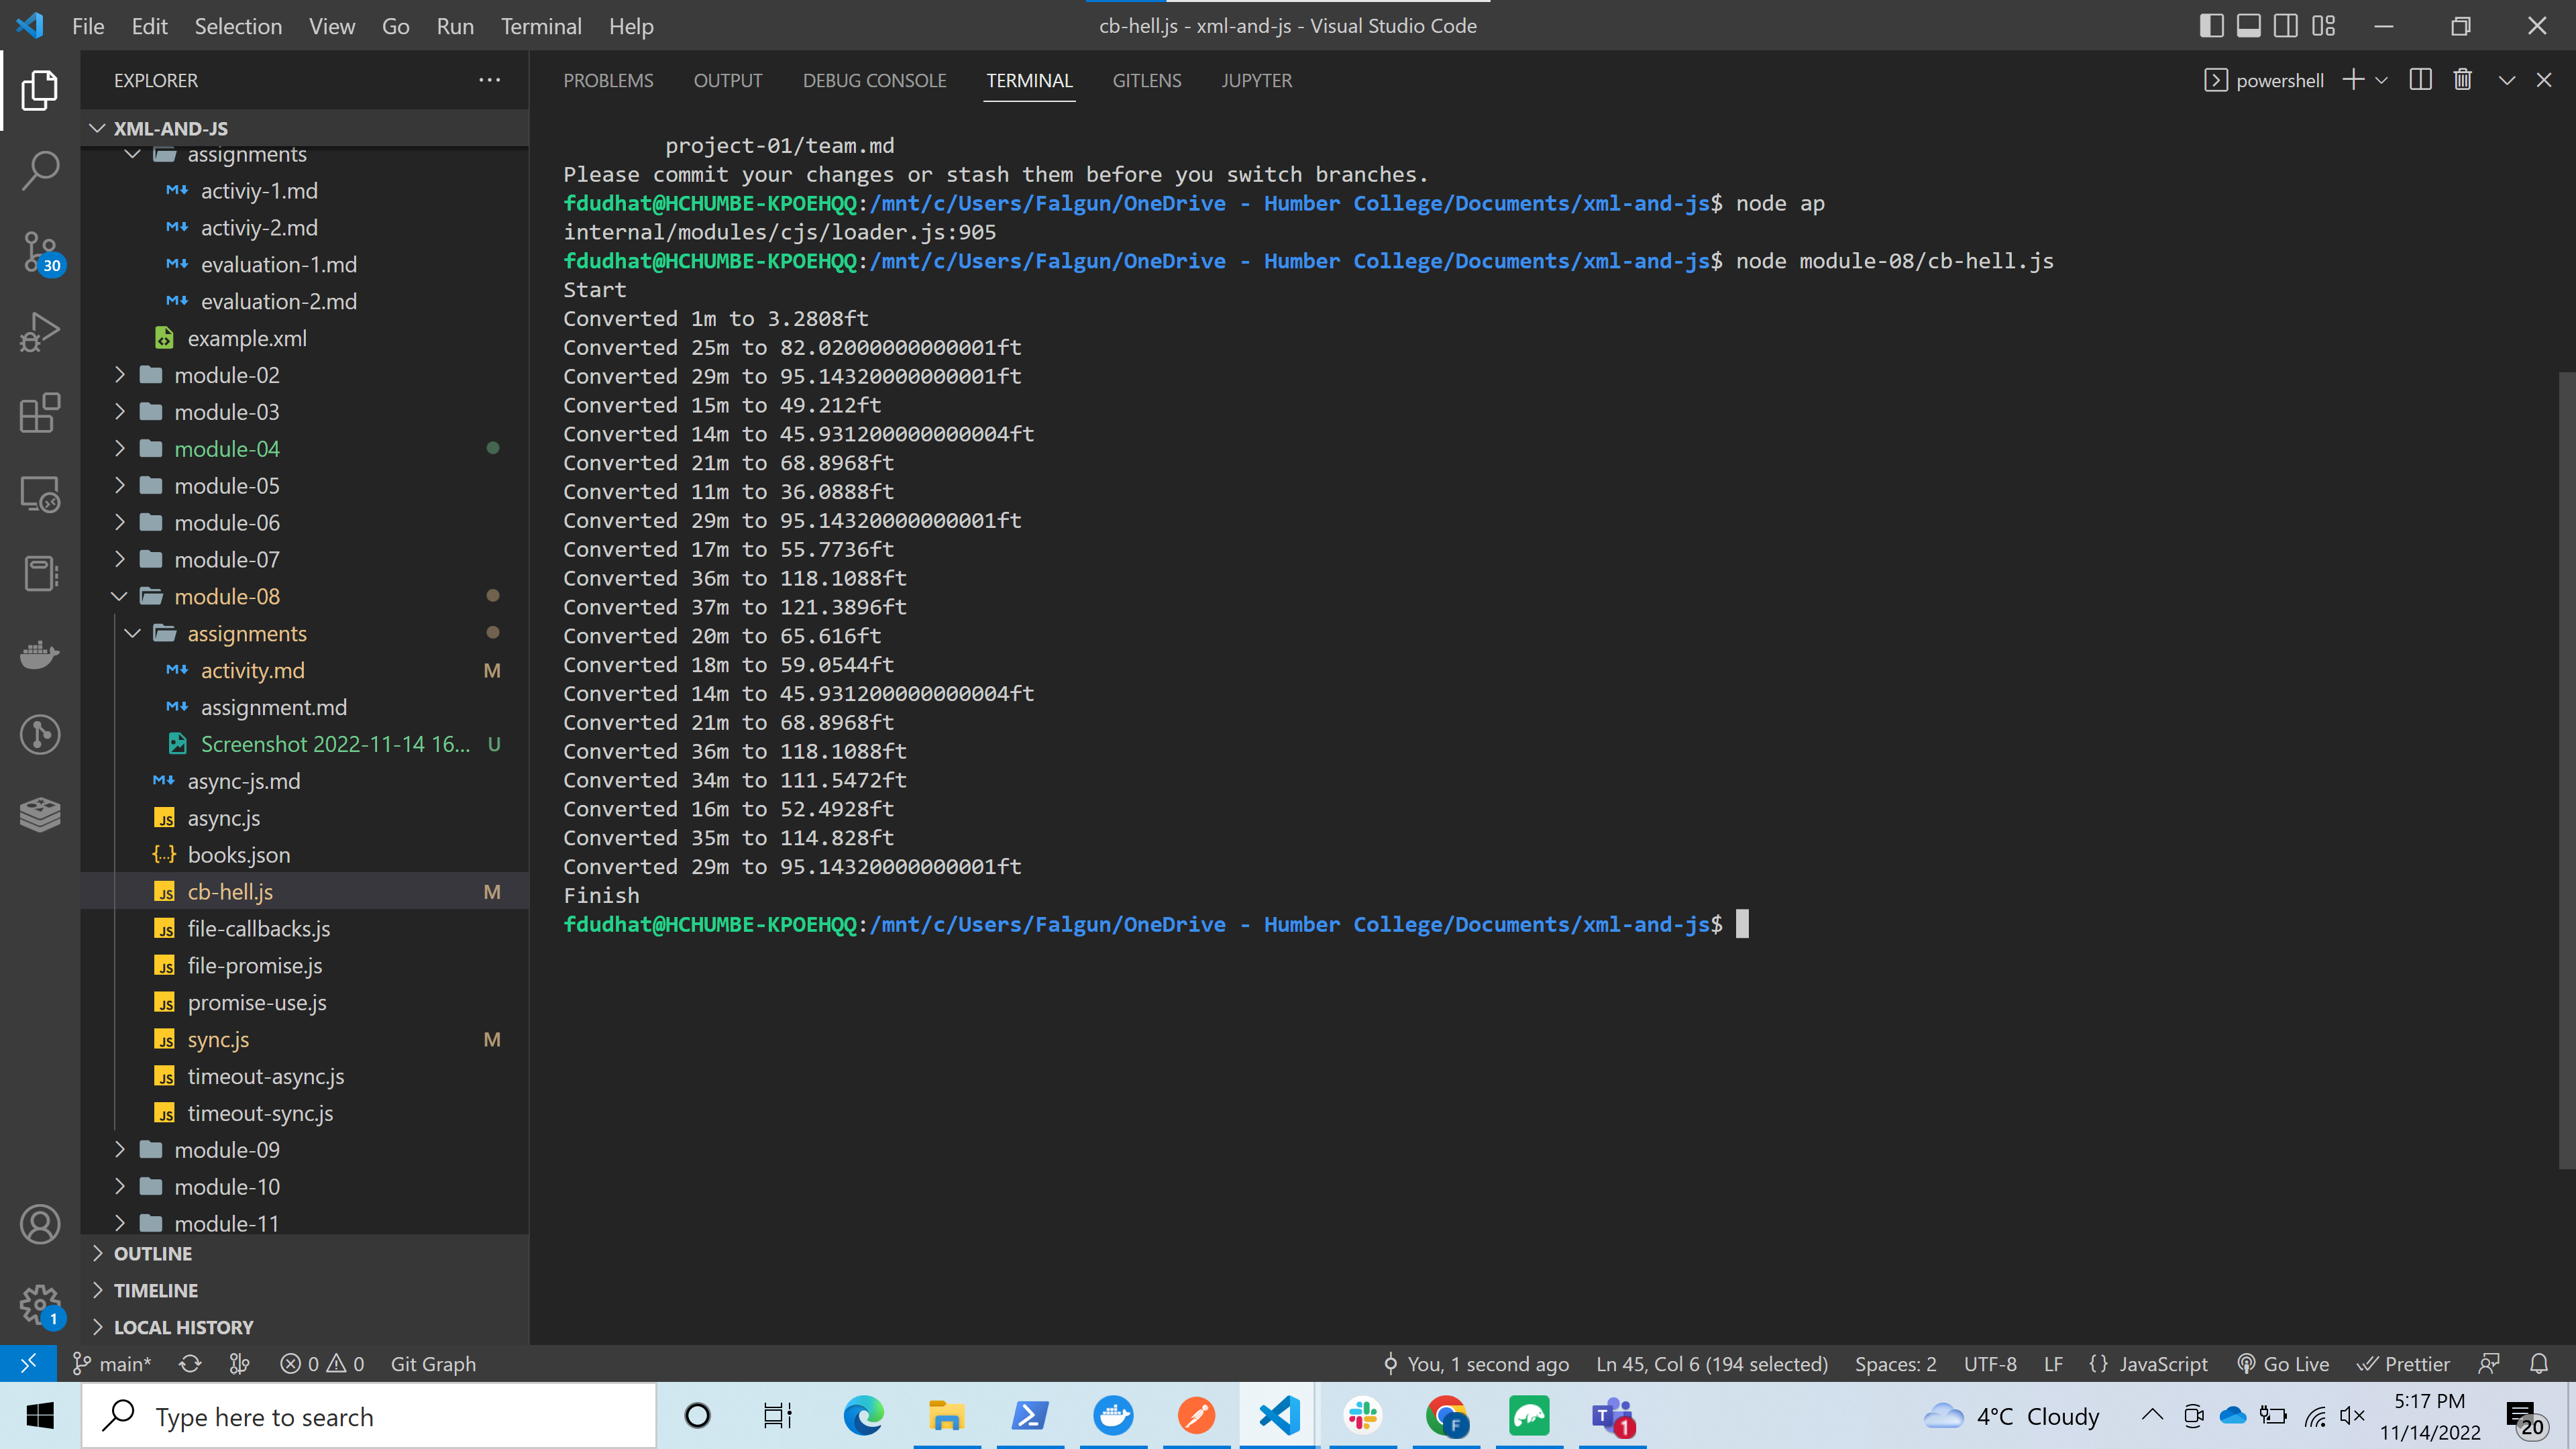 File Edit Selection View Go Run Terminal Help
cb-hell.js - xml-and-js - Visual Studio Code
EXPLORER
XML-AND-JS
assignments
activiy-1.md
activiy-2.md
evaluation-1.md
evaluation-2.md
example.xml
module-02
module-03
module-04
module-05
module-06
module-07
module-08
assignments
activity.md M
assignment.md
Screenshot 2022-11-14 16... U
async-js.md
async.js
books.json
cb-hell.js M
file-callbacks.js
file-promise.js
promise-use.js
sync.js M
timeout-async.js
timeout-sync.js
module-09
module-10
module-11
OUTLINE
TIMELINE
LOCAL HISTORY
30
1
PROBLEMS OUTPUT DEBUG CONSOLE TERMINAL GITLENS JUPYTER
powershell
project-01/team.md
Please commit your changes or stash them before you switch branches.
fdudhat@HCHUMBE-KPOEHQQ:/mnt/c/Users/Falgun/OneDrive - Humber College/Documents/xml-and-js$ node ap
internal/modules/cjs/loader.js:905
fdudhat@HCHUMBE-KPOEHQQ:/mnt/c/Users/Falgun/OneDrive - Humber College/Documents/xml-and-js$ node module-08/cb-hell.js
Start
Converted 1m to 3.2808ft
Converted 25m to 82.02000000000001ft
Converted 29m to 95.14320000000001ft
Converted 15m to 49.212ft
Converted 14m to 45.931200000000004ft
Converted 21m to 68.8968ft
Converted 11m to 36.0888ft
Converted 29m to 95.14320000000001ft
Converted 17m to 55.7736ft
Converted 36m to 118.1088ft
Converted 37m to 121.3896ft
Converted 20m to 65.616ft
Converted 18m to 59.0544ft
Converted 14m to 45.931200000000004ft
Converted 21m to 68.8968ft
Converted 36m to 118.1088ft
Converted 34m to 111.5472ft
Converted 16m to 52.4928ft
Converted 35m to 114.828ft
Converted 29m to 95.14320000000001ft
Finish
fdudhat@HCHUMBE-KPOEHQQ:/mnt/c/Users/Falgun/OneDrive - Humber College/Documents/xml-and-js$
main* 0 0 Git Graph
You, 1 second ago Ln 45, Col 6 (194 selected) Spaces: 2 UTF-8 LF {} JavaScript Go Live Prettier
Type here to search
F
T 1
4°C Cloudy
5:17 PM
11/14/2022
20